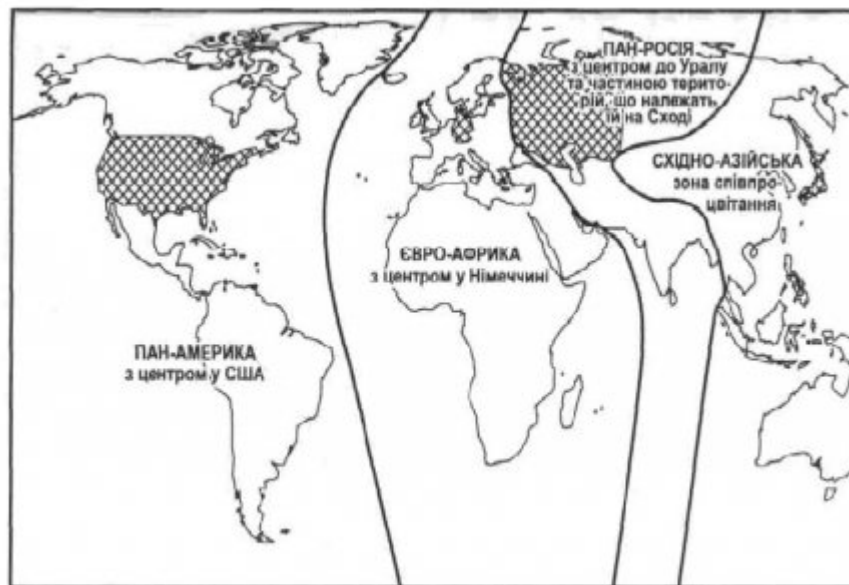 ПАН-РОСІЯ
з центром до Уралу
та частиною терито-
рій, що належать
їй на Сході
СХІДНО-АЗІЙСЬКА
зона співпро-
цвітання
ЄВРО-АФРИКА
з центром у Німеччині
ПАН-АМЕРИКА
з центром у США